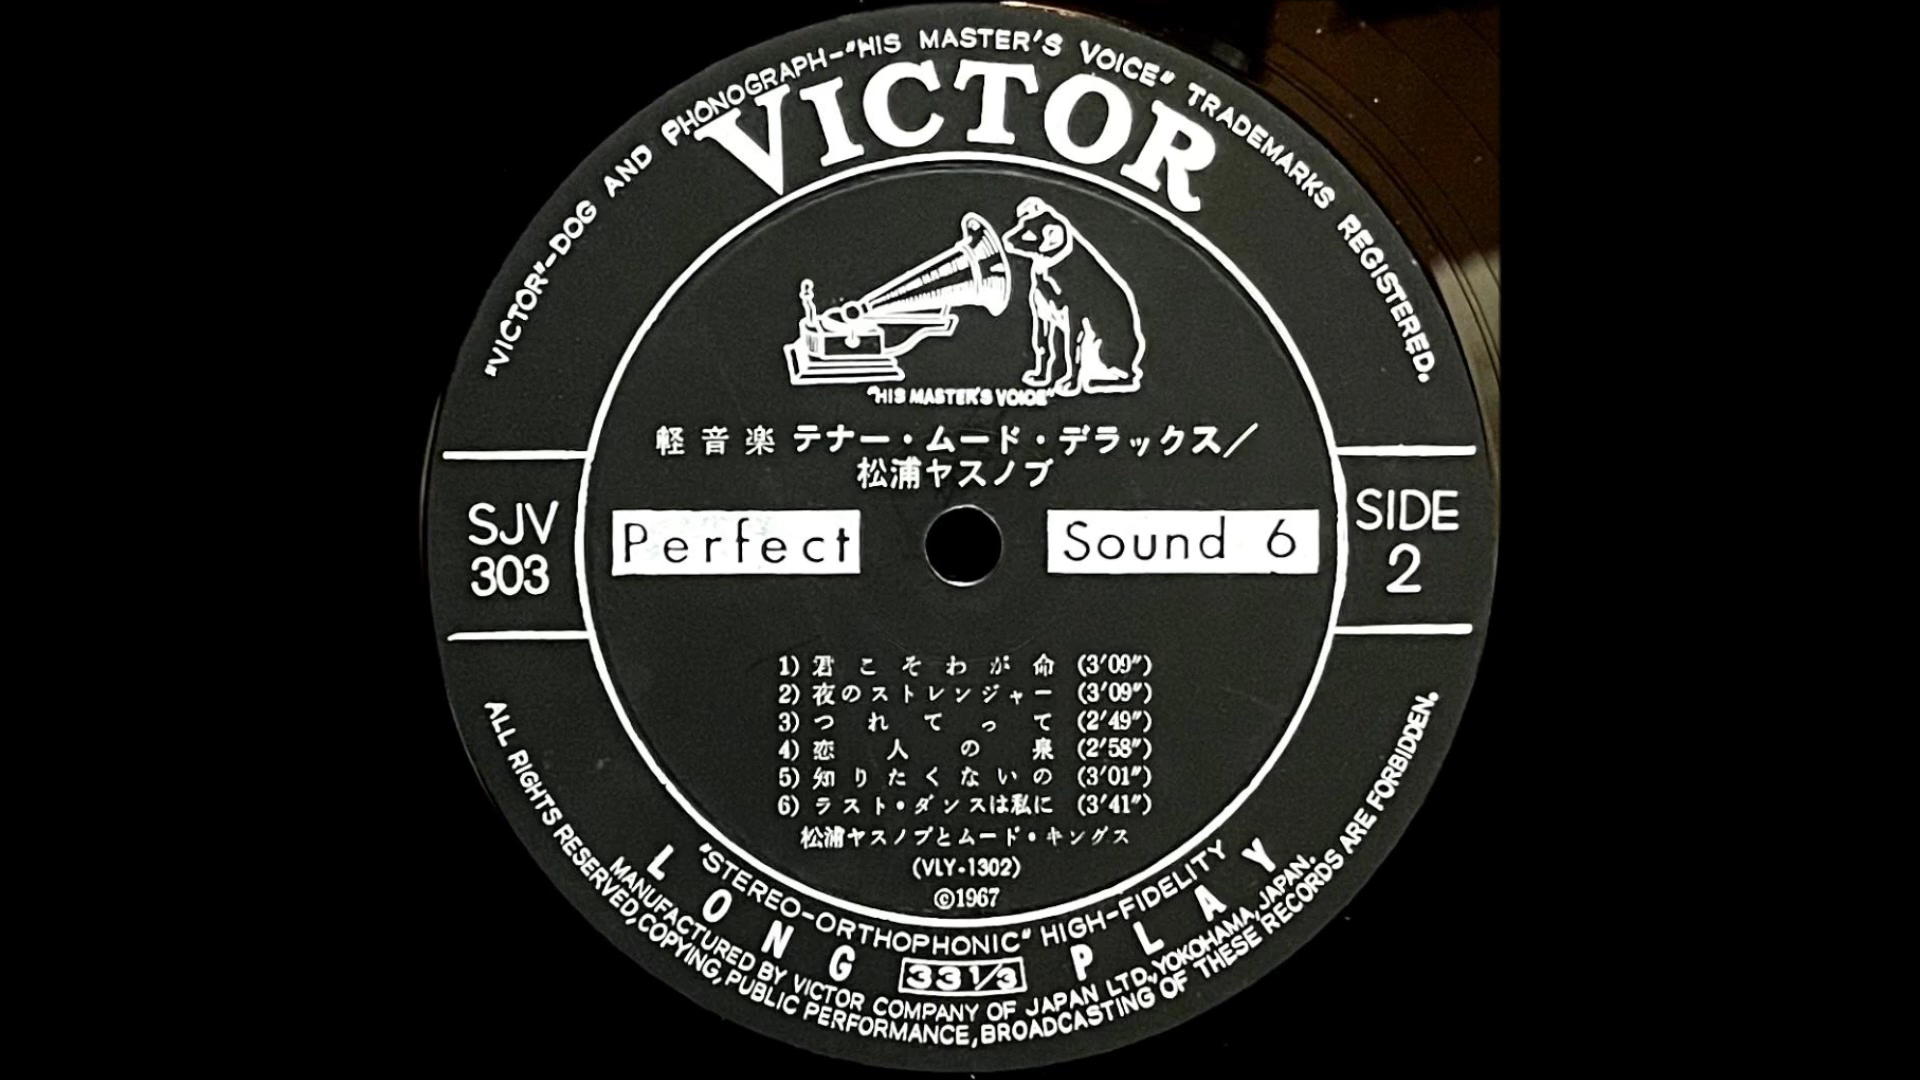 "VICTOR"-DOG AND PHONOGRAPH-"HIS MASTER'S VOICE" TRADEMARKS REGISTERED.
VICTOR
"HIS MASTER'S VOICE"
軽音楽 テナー・ムード・デラックス／
松浦ヤスノブ
SJV
303
Perfect
Sound 6
SIDE
2
1) 君こそわが命 (3′09″)
2) 夜のストレンジャー (3′09″)
3) つれてって (2′49″)
4) 恋人の泉 (2′58″)
5) 知りたくないの (3′01″)
6) ラスト・ダンスは私に (3′41″)
松浦ヤスノブとムード・キングス
(VLY-1302)
©1967
"STEREO-ORTHOPHONIC" HIGH-FIDELITY
LONG 33 1/3 PLAY
MANUFACTURED BY VICTOR COMPANY OF JAPAN LTD., YOKOHAMA, JAPAN.
ALL RIGHTS RESERVED, COPYING, PUBLIC PERFORMANCE, BROADCASTING OF THESE RECORDS ARE FORBIDDEN.